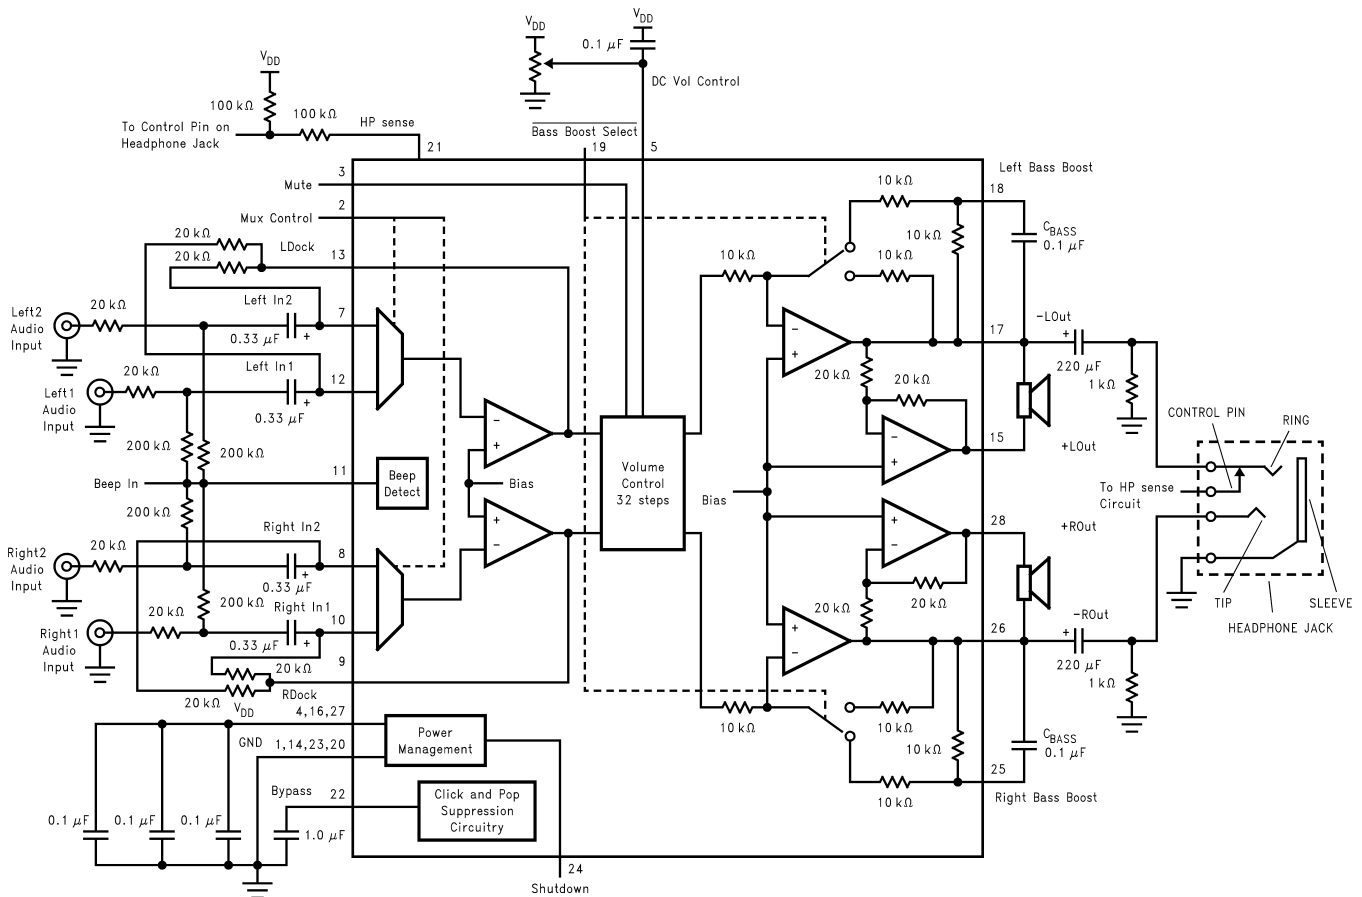 VDD
VDD
0.1 μF
DC Vol Control
VDD
100 kΩ
100 kΩ
HP sense
To Control Pin on
Headphone Jack
21
Bass Boost Select
19
5
Left Bass Boost
18
3
Mute
2
Mux Control
20 kΩ
LDock
20 kΩ
13
Left In2
7
Left2
Audio
Input
20 kΩ
0.33 μF
+
Left In1
12
20 kΩ
Left1
Audio
Input
0.33 μF
+
200 kΩ
200 kΩ
11
Beep In
Beep
Detect
200 kΩ
Right In2
8
Right2
Audio
Input
20 kΩ
0.33 μF
+
200 kΩ
Right In1
10
20 kΩ
Right1
Audio
Input
0.33 μF
+
9
20 kΩ
20 kΩ
RDock
VDD
4,16,27
GND
1,14,23,20
Power
Management
Bypass
22
Click and Pop
Suppression
Circuitry
0.1 μF
0.1 μF
0.1 μF
1.0 μF
24
Shutdown
−
+
Bias
+
−
Volume
Control
32 steps
10 kΩ
10 kΩ
10 kΩ
10 kΩ
CBASS
0.1 μF
−
+
17
−LOut
+
220 μF
1 kΩ
20 kΩ
20 kΩ
−
+
15
+LOut
Bias
+
−
28
+ROut
20 kΩ
20 kΩ
+
−
26
−ROut
+
220 μF
1 kΩ
10 kΩ
10 kΩ
10 kΩ
10 kΩ
CBASS
0.1 μF
25
Right Bass Boost
CONTROL PIN
RING
To HP sense
Circuit
TIP
SLEEVE
HEADPHONE JACK